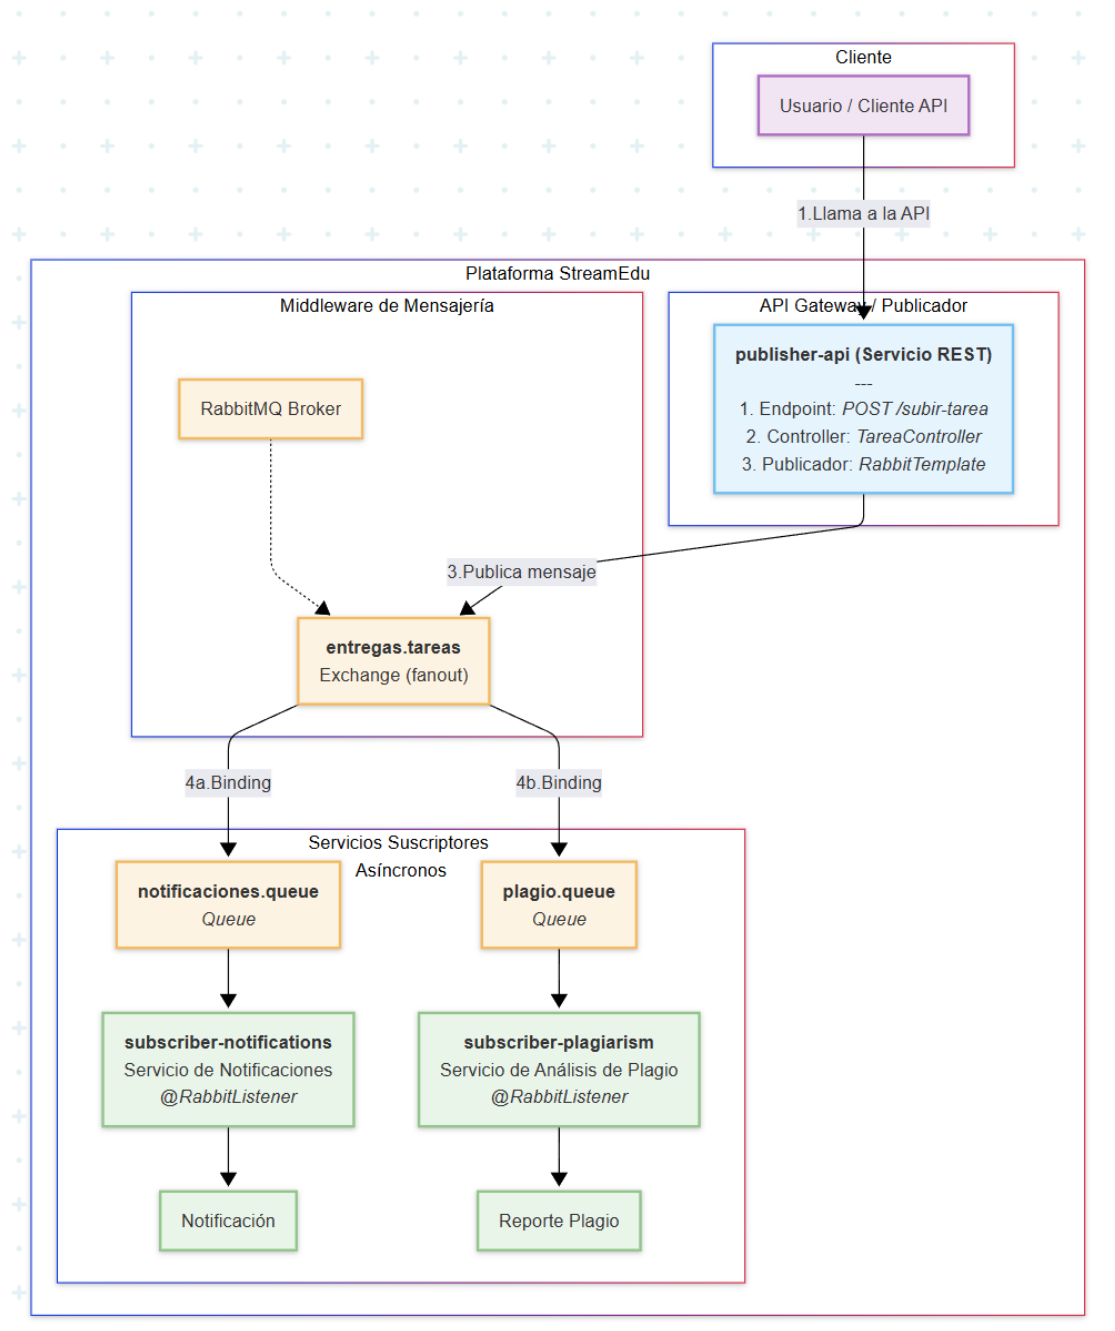 Cliente
Usuario / Cliente API
1.Llama a la API
Plataforma StreamEdu
Middleware de Mensajería
API Gateway / Publicador
publisher-api (Servicio REST)
---
1. Endpoint: POST /subir-tarea
2. Controller: TareaController
3. Publicador: RabbitTemplate
RabbitMQ Broker
3.Publica mensaje
entregas.tareas
Exchange (fanout)
4a.Binding
4b.Binding
Servicios Suscriptores
Asíncronos
notificaciones.queue
Queue
plagio.queue
Queue
subscriber-notifications
Servicio de Notificaciones
@RabbitListener
subscriber-plagiarism
Servicio de Análisis de Plagio
@RabbitListener
Notificación
Reporte Plagio